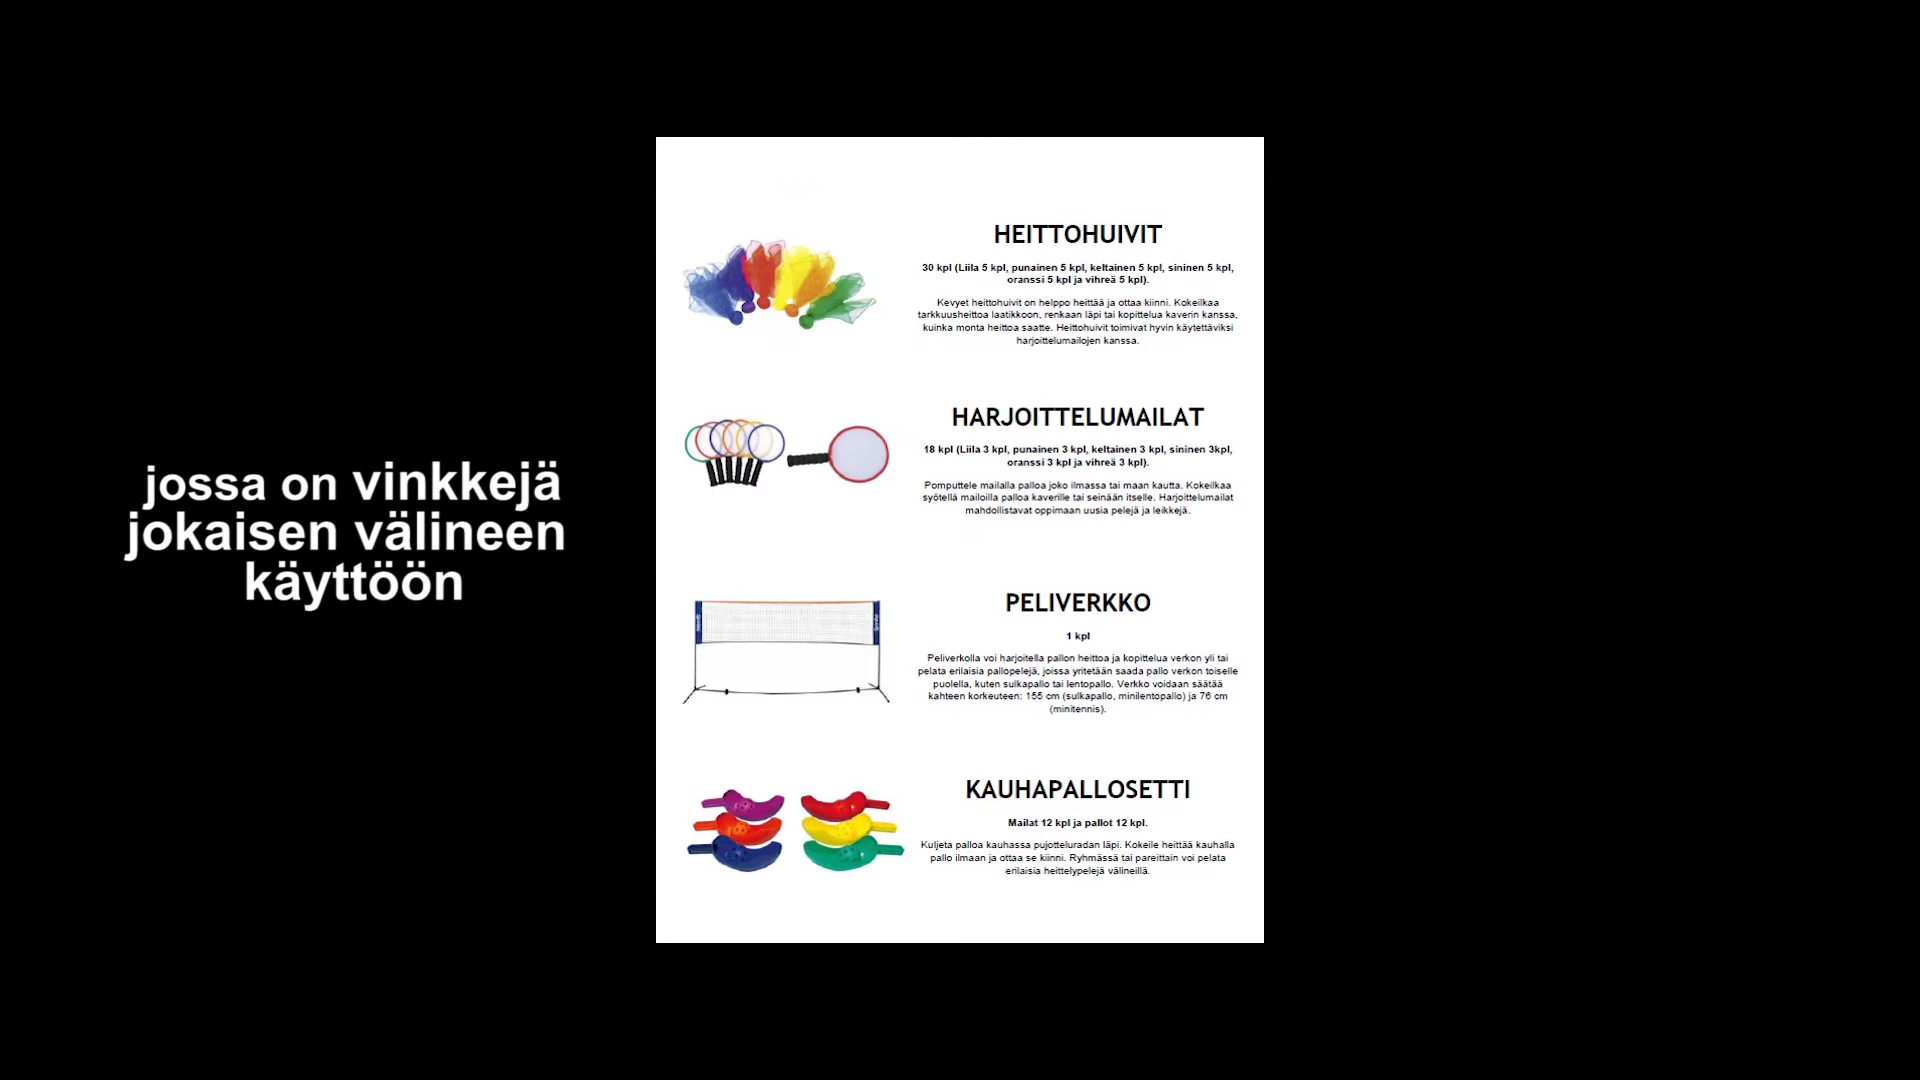 jossa on vinkkejä
jokaisen välineen
käyttöön
HEITTOHUIVIT
30 kpl (Liila 5 kpl, punainen 5 kpl, keltainen 5 kpl, sininen 5 kpl,
oranssi 5 kpl ja vihreä 5 kpl).
Kevyet heittohuivit on helppo heittää ja ottaa kiinni. Kokeilkaa
tarkkuusheittoa laatikkoon, renkaan läpi tai kopittelua kaverin kanssa,
kuinka monta heittoa saatte. Heittohuivit toimivat hyvin käytettäviksi
harjoittelumailojen kanssa.
HARJOITTELUMAILAT
18 kpl (Liila 3 kpl, punainen 3 kpl, keltainen 3 kpl, sininen 3kpl,
oranssi 3 kpl ja vihreä 3 kpl).
Pomputtele mailalla palloa joko ilmassa tai maan kautta. Kokeilkaa
syötellä mailoilla palloa kaverille tai seinään itselle. Harjoittelumailat
mahdollistavat oppimaan uusia pelejä ja leikkejä.
PELIVERKKO
1 kpl
Peliverkolla voi harjoitella pallon heittoa ja kopittelua verkon yli tai
pelata erilaisia pallopelejä, joissa yritetään saada pallo verkon toiselle
puolella, kuten sulkapallo tai lentopallo. Verkko voidaan säätää
kahteen korkeuteen: 155 cm (sulkapallo, minilentopallo) ja 76 cm
(minitennis).
KAUHAPALLOSETTI
Mailat 12 kpl ja pallot 12 kpl.
Kuljeta palloa kauhassa pujotteluradan läpi. Kokeile heittää kauhalla
pallo ilmaan ja ottaa se kiinni. Ryhmässä tai pareittain voi pelata
erilaisia heittelypelejä välineillä.